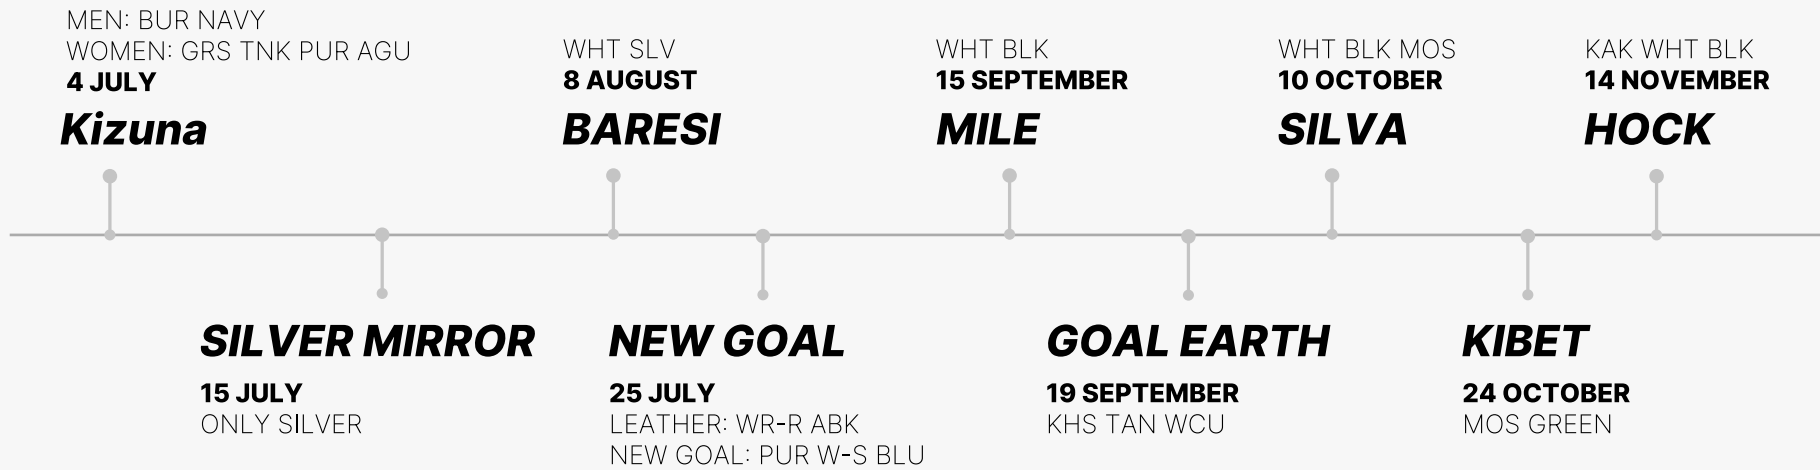 MEN: BUR NAVY
WOMEN: GRS TNK PUR AGU
4 JULY
Kizuna
WHT SLV
8 AUGUST
BARESI
WHT BLK
15 SEPTEMBER
MILE
WHT BLK MOS
10 OCTOBER
SILVA
KAK WHT BLK
14 NOVEMBER
HOCK
SILVER MIRROR
15 JULY
ONLY SILVER
NEW GOAL
25 JULY
LEATHER: WR-R ABK
NEW GOAL: PUR W-S BLU
GOAL EARTH
19 SEPTEMBER
KHS TAN WCU
KIBET
24 OCTOBER
MOS GREEN